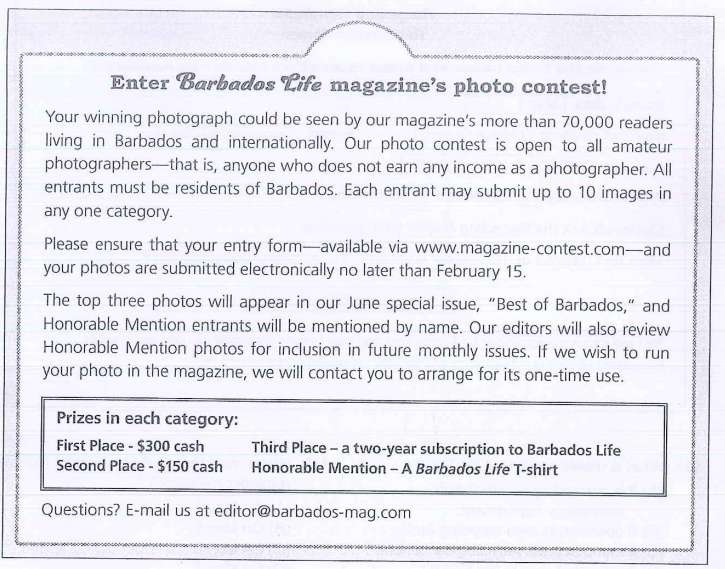 Enter Barbados Life magazine's photo contest!
Your winning photograph could be seen by our magazine's more than 70,000 readers
living in Barbados and internationally. Our photo contest is open to all amateur
photographers—that is, anyone who does not earn any income as a photographer. All
entrants must be residents of Barbados. Each entrant may submit up to 10 images in
any one category.
Please ensure that your entry form—available via www.magazine-contest.com—and
your photos are submitted electronically no later than February 15.
The top three photos will appear in our June special issue, "Best of Barbados," and
Honorable Mention entrants will be mentioned by name. Our editors will also review
Honorable Mention photos for inclusion in future monthly issues. If we wish to run
your photo in the magazine, we will contact you to arrange for its one-time use.
Prizes in each category:
First Place - $300 cash Third Place – a two-year subscription to Barbados Life
Second Place - $150 cash Honorable Mention – A Barbados Life T-shirt
Questions? E-mail us at editor@barbados-mag.com